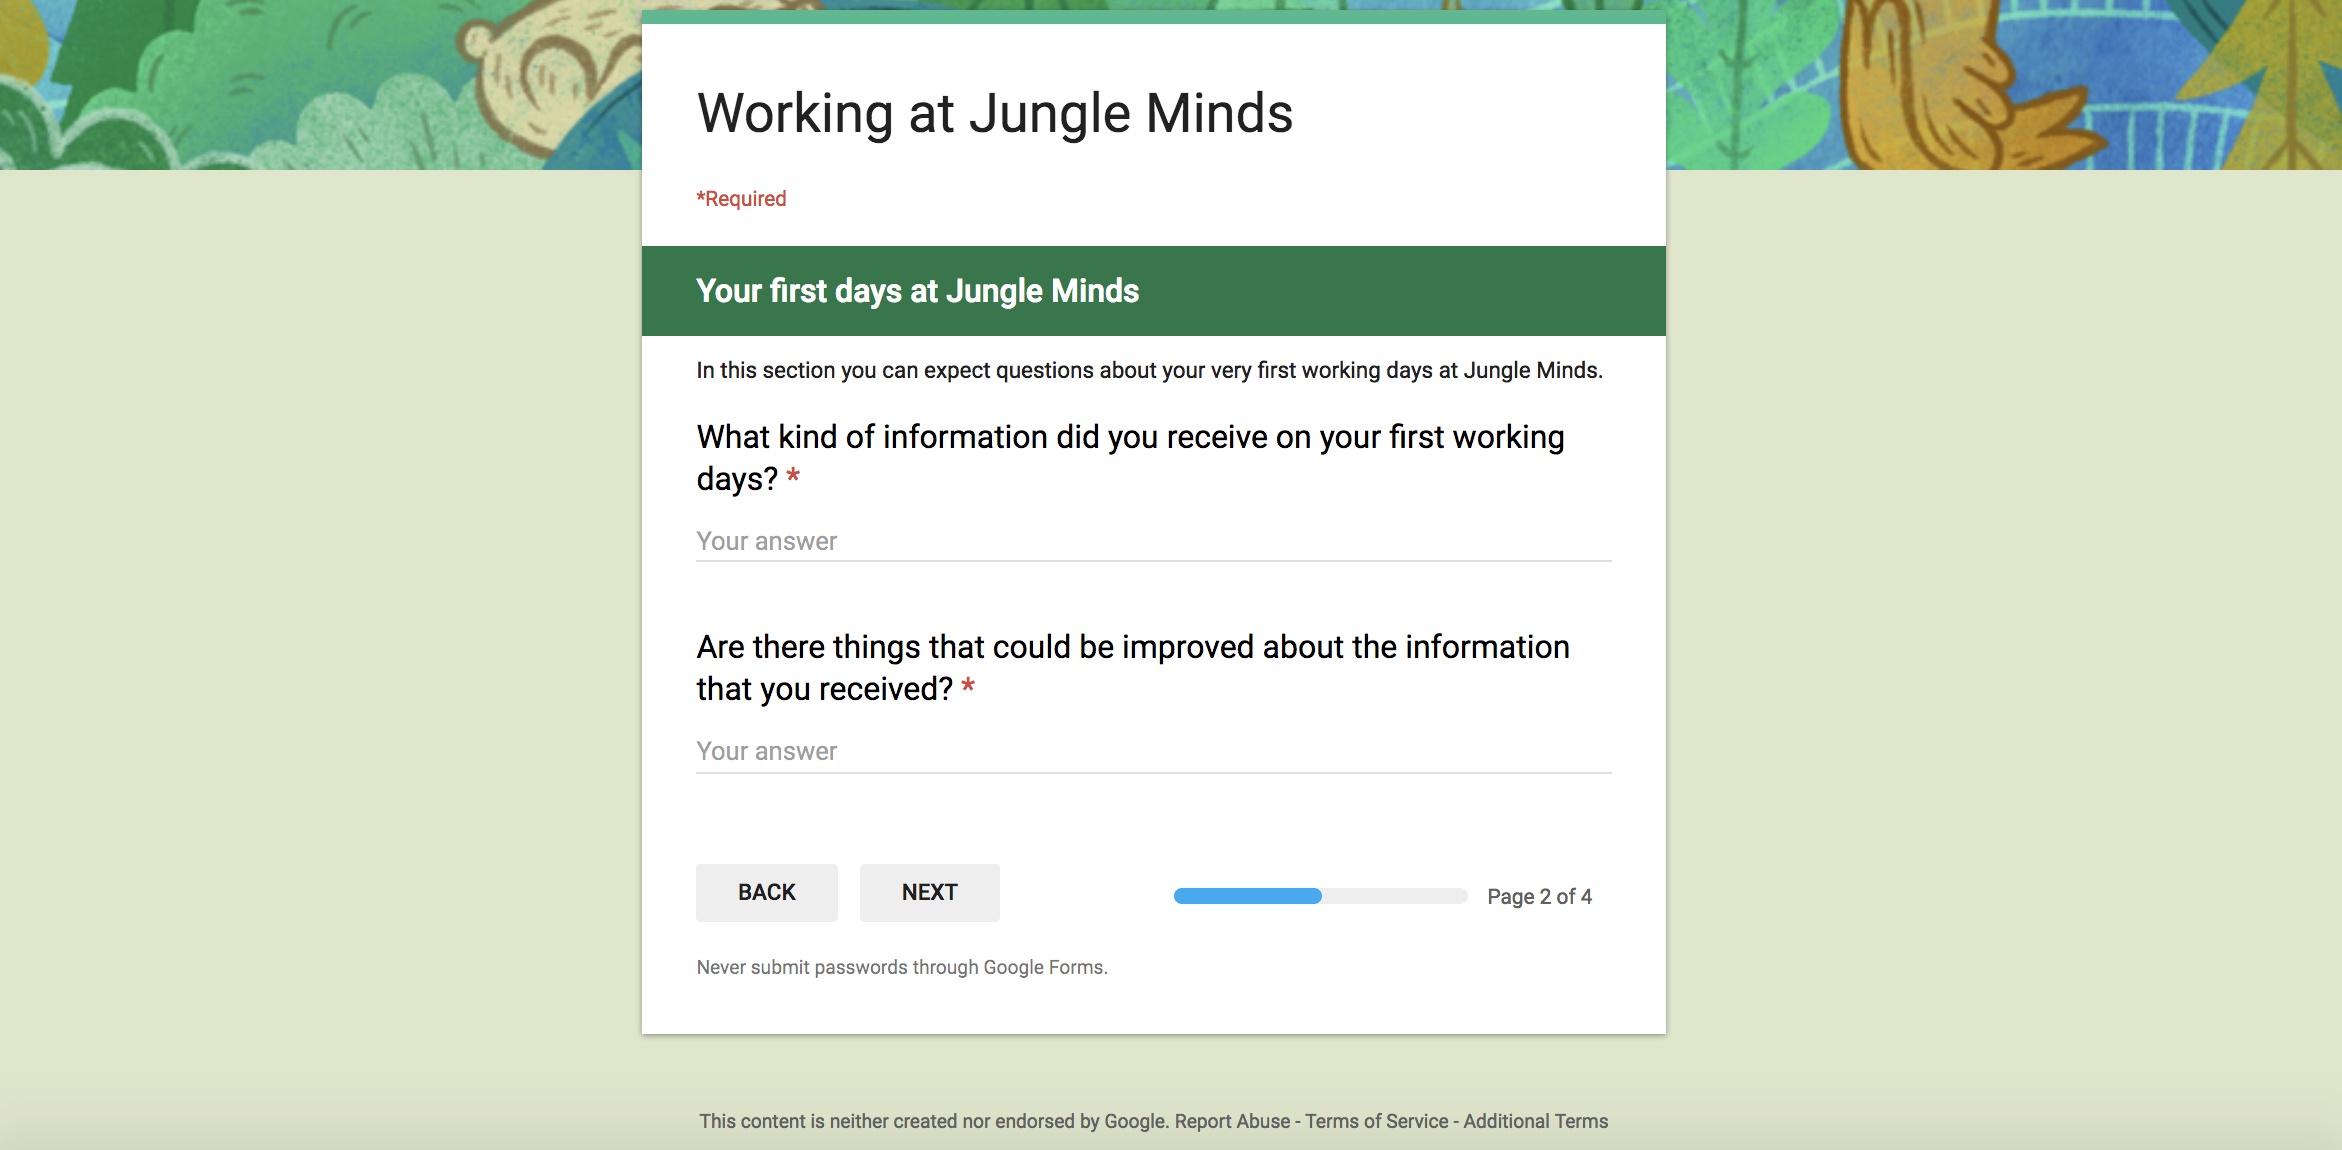 Working at Jungle Minds
*Required
Your first days at Jungle Minds
In this section you can expect questions about your very first working days at Jungle Minds.
What kind of information did you receive on your first working
days? *
Your answer
Are there things that could be improved about the information
that you received? *
Your answer
BACK NEXT Page 2 of 4
Never submit passwords through Google Forms.
This content is neither created nor endorsed by Google. Report Abuse - Terms of Service - Additional Terms